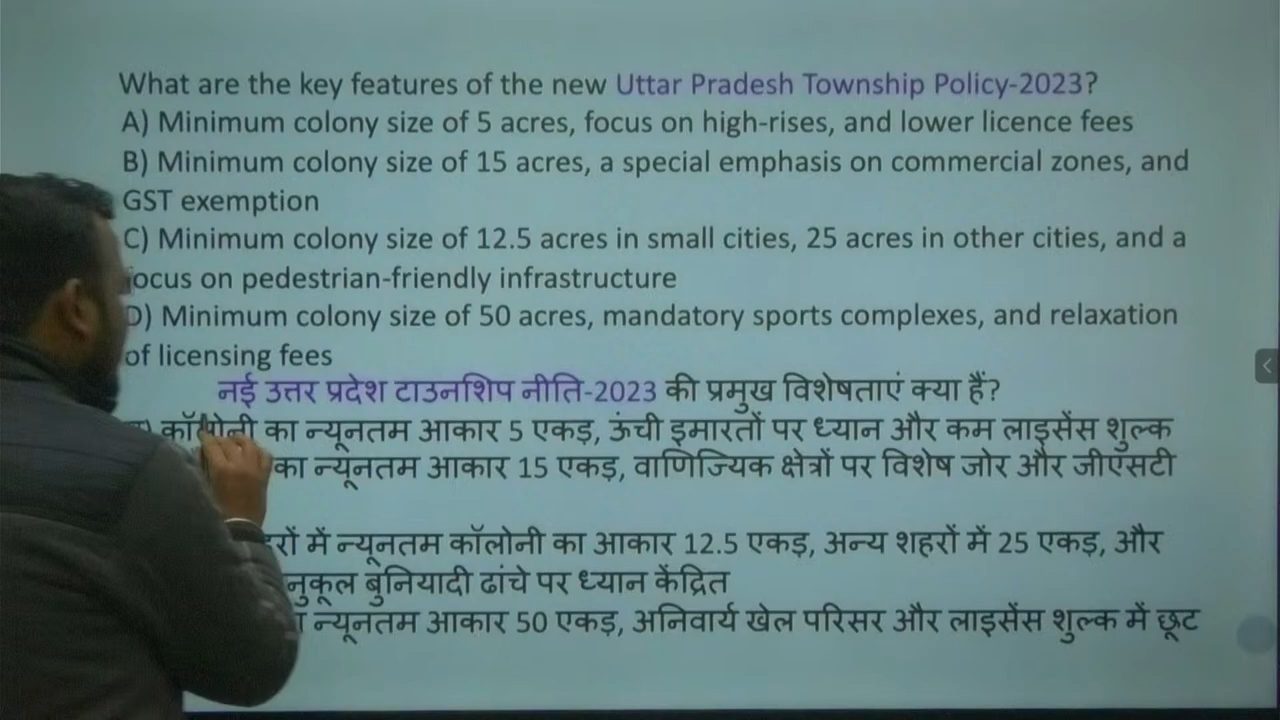 What are the key features of the new Uttar Pradesh Township Policy-2023?
A) Minimum colony size of 5 acres, focus on high-rises, and lower licence fees
B) Minimum colony size of 15 acres, a special emphasis on commercial zones, and
GST exemption
C) Minimum colony size of 12.5 acres in small cities, 25 acres in other cities, and a
focus on pedestrian-friendly infrastructure
D) Minimum colony size of 50 acres, mandatory sports complexes, and relaxation
of licensing fees
नई उत्तर प्रदेश टाउनशिप नीति-2023 की प्रमुख विशेषताएं क्या हैं?
कॉलोनी का न्यूनतम आकार 5 एकड़, ऊंची इमारतों पर ध्यान और कम लाइसेंस शुल्क
का न्यूनतम आकार 15 एकड़, वाणिज्यिक क्षेत्रों पर विशेष जोर और जीएसटी
में न्यूनतम कॉलोनी का आकार 12.5 एकड़, अन्य शहरों में 25 एकड़, और
बुनियादी ढांचे पर ध्यान केंद्रित
न्यूनतम आकार 50 एकड़, अनिवार्य खेल परिसर और लाइसेंस शुल्क में छूट